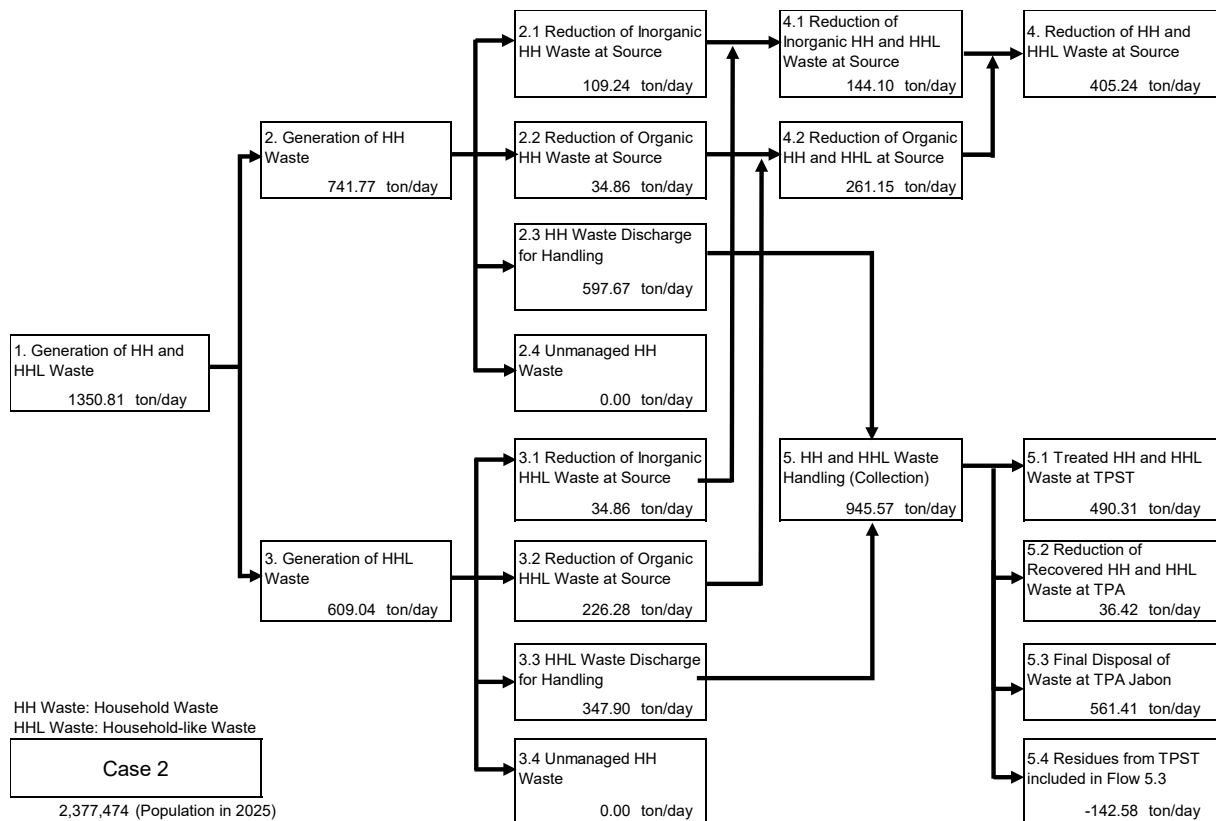 2.1 Reduction of Inorganic
HH Waste at Source
109.24 ton/day
4.1 Reduction of
Inorganic HH and HHL
Waste at Source
144.10 ton/day
4. Reduction of HH and
HHL Waste at Source
405.24 ton/day
2. Generation of HH
Waste
741.77 ton/day
2.2 Reduction of Organic
HH Waste at Source
34.86 ton/day
4.2 Reduction of Organic
HH and HHL at Source
261.15 ton/day
2.3 HH Waste Discharge
for Handling
597.67 ton/day
1. Generation of HH and
HHL Waste
1350.81 ton/day
2.4 Unmanaged HH
Waste
0.00 ton/day
3.1 Reduction of Inorganic
HHL Waste at Source
34.86 ton/day
5. HH and HHL Waste
Handling (Collection)
945.57 ton/day
5.1 Treated HH and HHL
Waste at TPST
490.31 ton/day
3. Generation of HHL
Waste
609.04 ton/day
3.2 Reduction of Organic
HHL Waste at Source
226.28 ton/day
5.2 Reduction of
Recovered HH and HHL
Waste at TPA
36.42 ton/day
3.3 HHL Waste Discharge
for Handling
347.90 ton/day
5.3 Final Disposal of
Waste at TPA Jabon
561.41 ton/day
HH Waste: Household Waste
HHL Waste: Household-like Waste
Case 2
2,377,474 (Population in 2025)
3.4 Unmanaged HH
Waste
0.00 ton/day
5.4 Residues from TPST
included in Flow 5.3
-142.58 ton/day